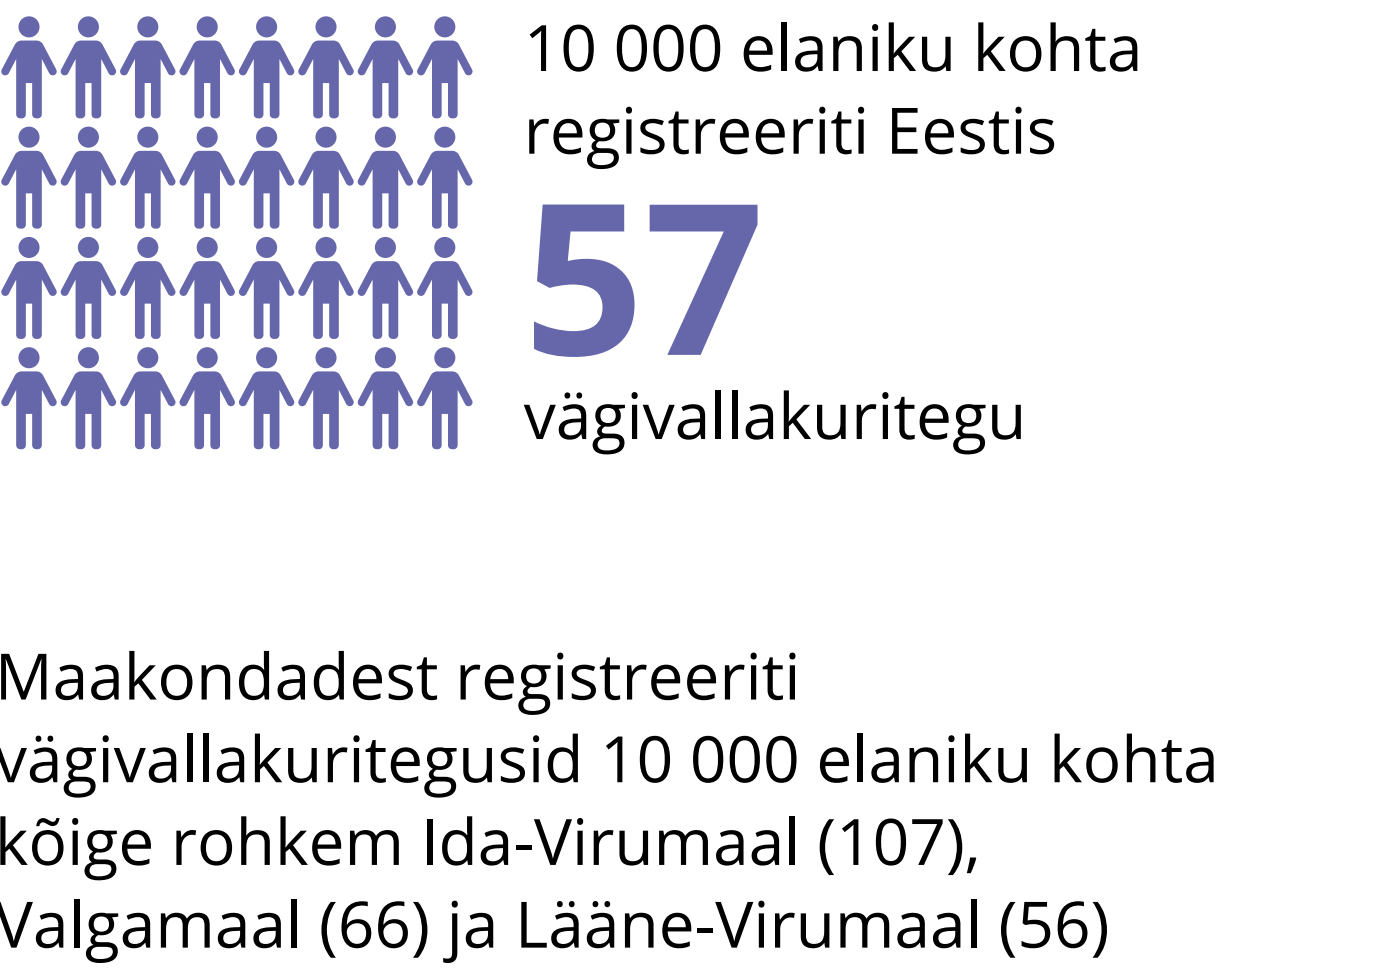 10 000 elaniku kohta
registreeriti Eestis
57
vägivallakuritegu
Maakondadest registreeriti
vägivallakuritegusid 10 000 elaniku kohta
kõige rohkem Ida-Virumaal (107),
Valgamaal (66) ja Lääne-Virumaal (56)